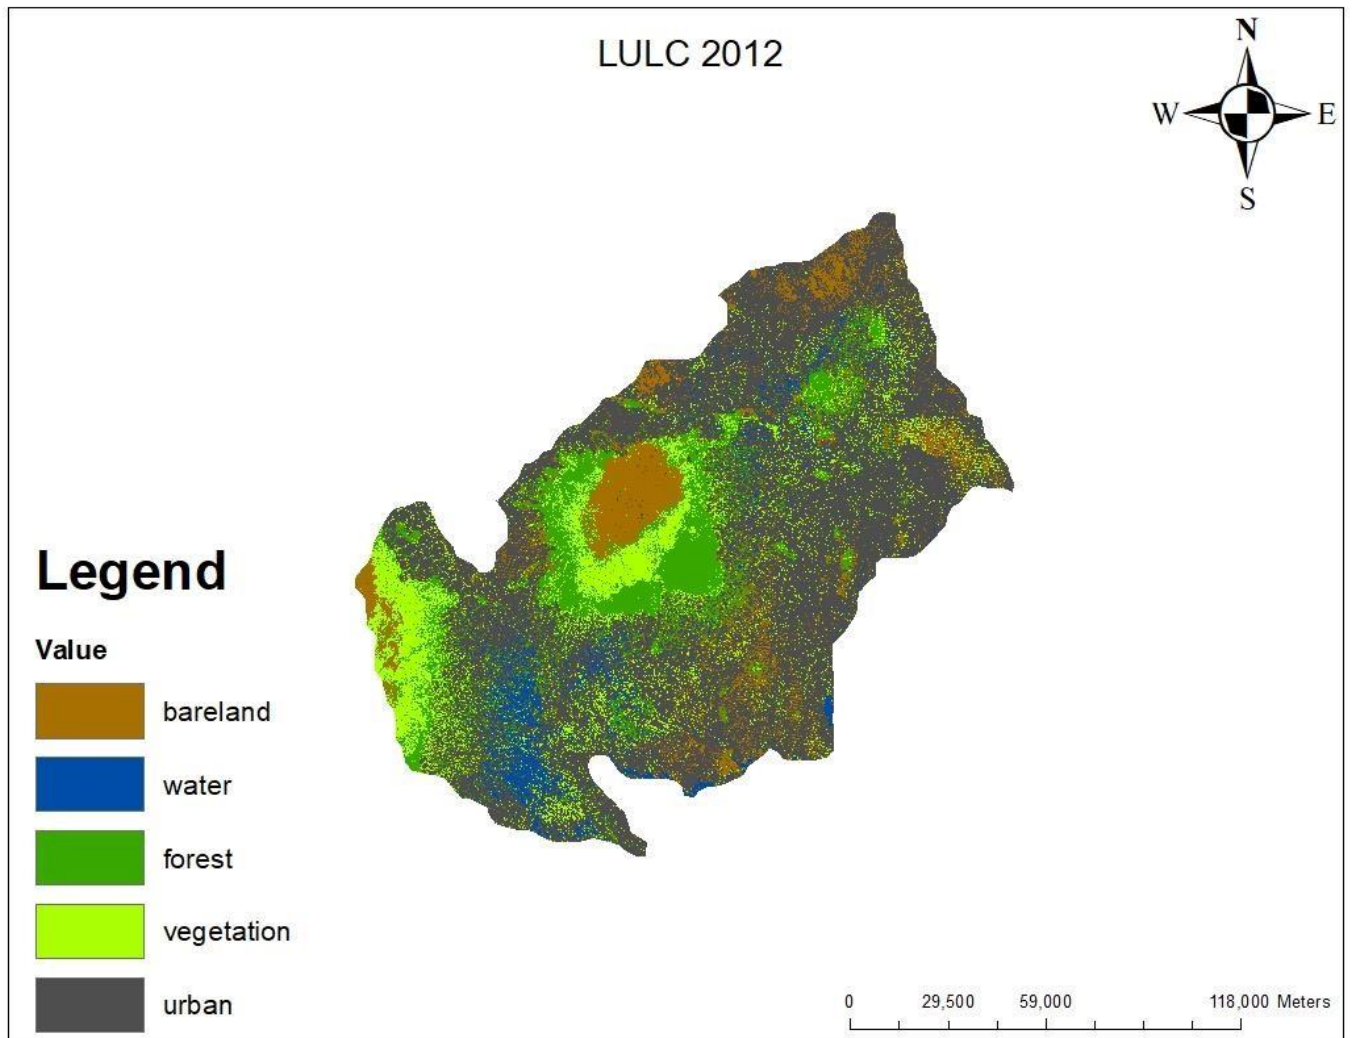 LULC 2012
N
W E
S
Legend
Value
bareland
water
forest
vegetation
urban
0 29,500 59,000 118,000 Meters